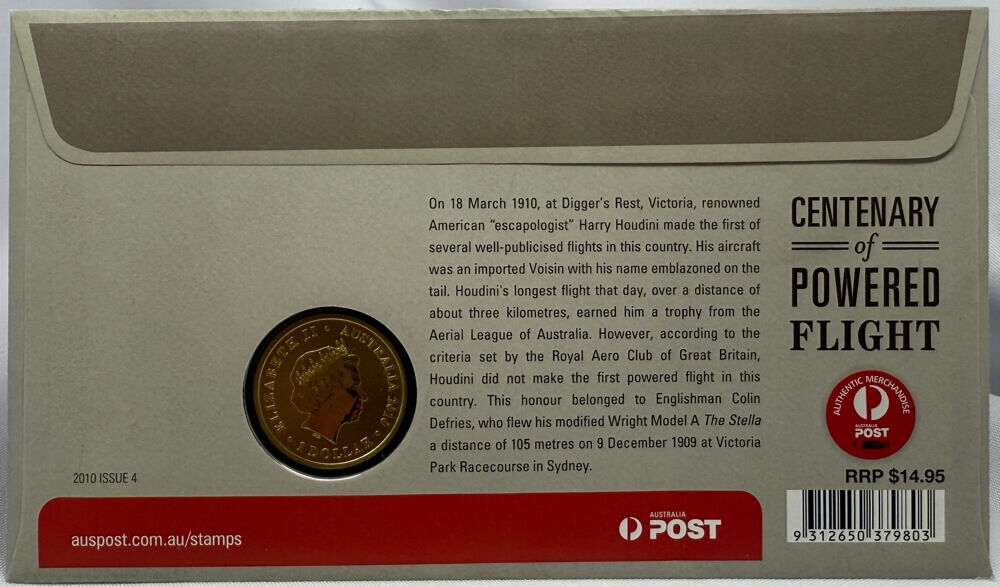 On 18 March 1910, at Digger's Rest, Victoria, renowned
American "escapologist" Harry Houdini made the first of
several well-publicised flights in this country. His aircraft
was an imported Voisin with his name emblazoned on the
tail. Houdini's longest flight that day, over a distance of
about three kilometres, earned him a trophy from the
Aerial League of Australia. However, according to the
criteria set by the Royal Aero Club of Great Britain,
Houdini did not make the first powered flight in this
country. This honour belonged to Englishman Colin
Defries, who flew his modified Wright Model A The Stella
a distance of 105 metres on 9 December 1909 at Victoria
Park Racecourse in Sydney.
CENTENARY
of
POWERED
FLIGHT
ELIZABETH II • AUSTRALIA 2010
• 1 DOLLAR •
AUTHENTIC MERCHANDISE
AUSTRALIA
POST
RRP $14.95
9 312650 379803
2010 ISSUE 4
auspost.com.au/stamps
AUSTRALIA
POST